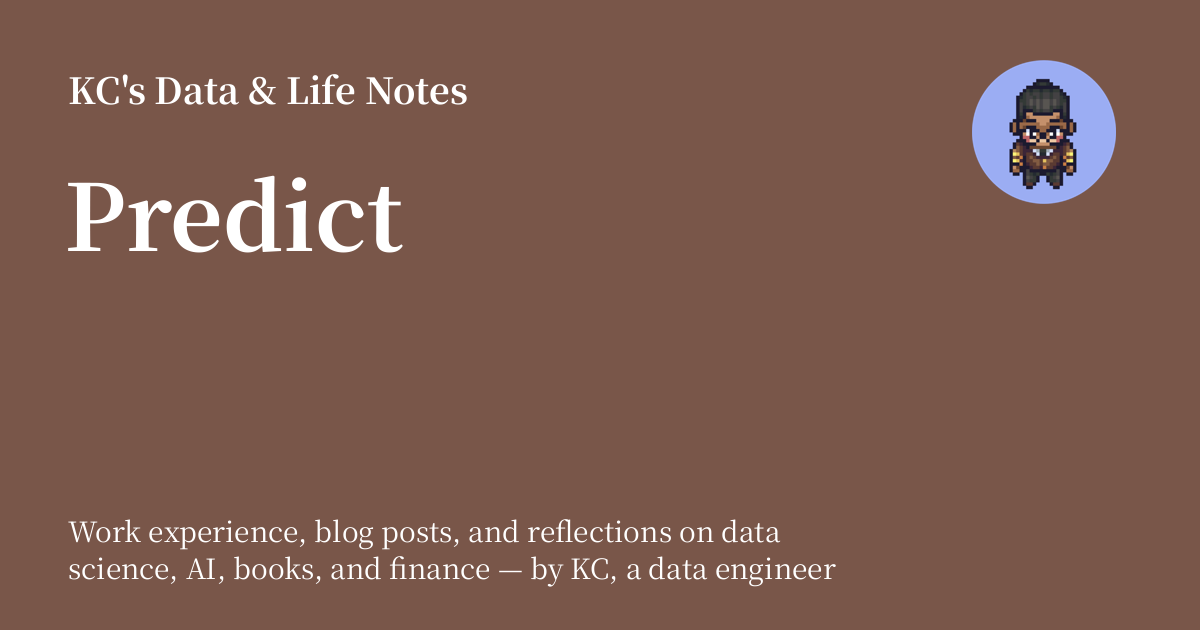 KC's Data & Life Notes
Predict
Work experience, blog posts, and reflections on data
science, AI, books, and finance — by KC, a data engineer